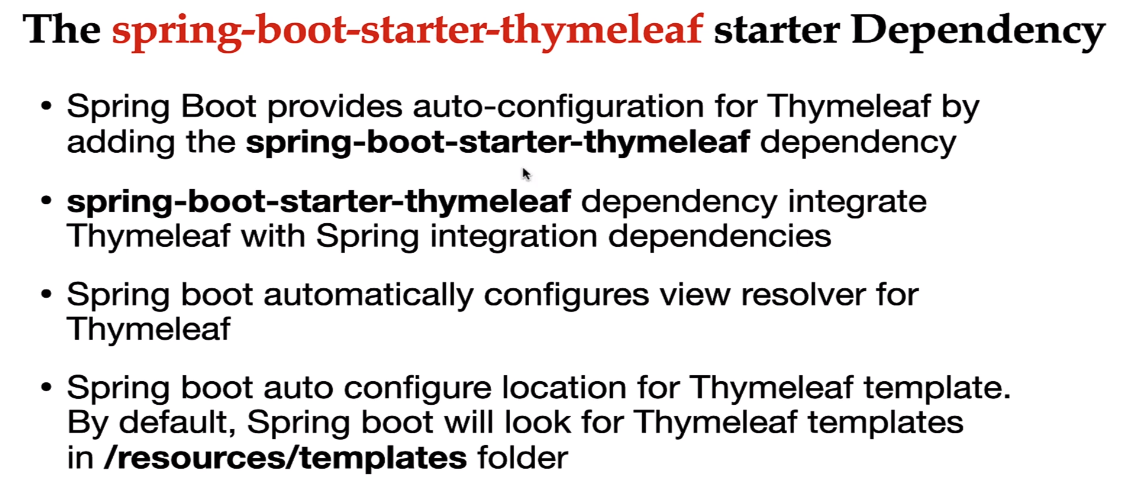 The spring-boot-starter-thymeleaf starter Dependency
• Spring Boot provides auto-configuration for Thymeleaf by
adding the spring-boot-starter-thymeleaf dependency
• spring-boot-starter-thymeleaf dependency integrate
Thymeleaf with Spring integration dependencies
• Spring boot automatically configures view resolver for
Thymeleaf
• Spring boot auto configure location for Thymeleaf template.
By default, Spring boot will look for Thymeleaf templates
in /resources/templates folder